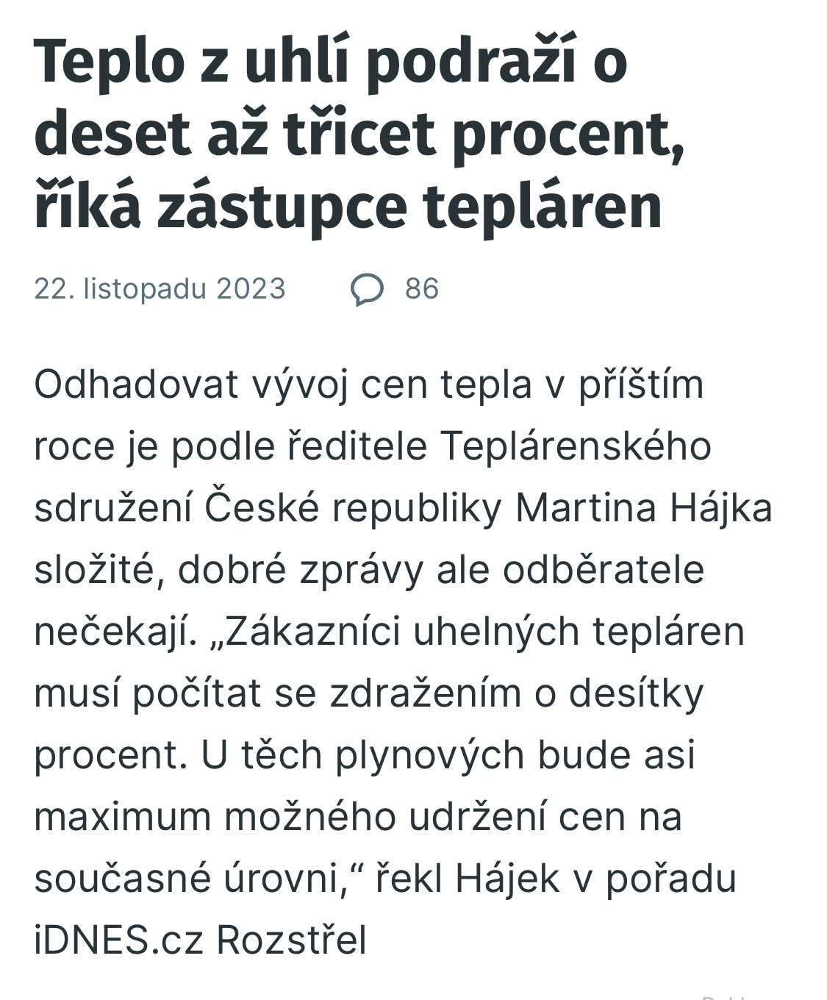 Teplo z uhlí podraží o
deset až třicet procent,
říká zástupce tepláren
22. listopadu 2023 86
Odhadovat vývoj cen tepla v příštím
roce je podle ředitele Teplárenského
sdružení České republiky Martina Hájka
složité, dobré zprávy ale odběratele
nečekají. „Zákazníci uhelných tepláren
musí počítat se zdražením o desítky
procent. U těch plynových bude asi
maximum možného udržení cen na
současné úrovni,“ řekl Hájek v pořadu
iDNES.cz Rozstřel